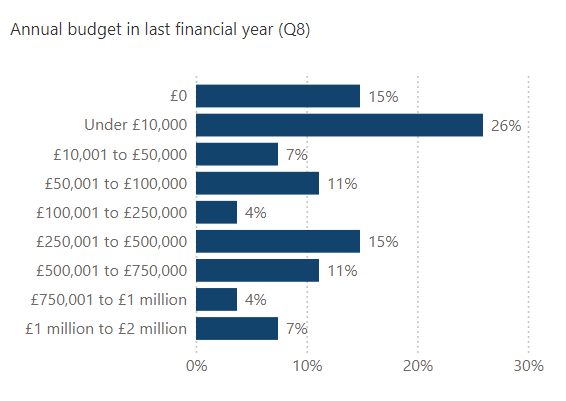 Annual budget in last financial year (Q8)
£0 15%
Under £10,000 26%
£10,001 to £50,000 7%
£50,001 to £100,000 11%
£100,001 to £250,000 4%
£250,001 to £500,000 15%
£500,001 to £750,000 11%
£750,001 to £1 million 4%
£1 million to £2 million 7%
0% 10% 20% 30%